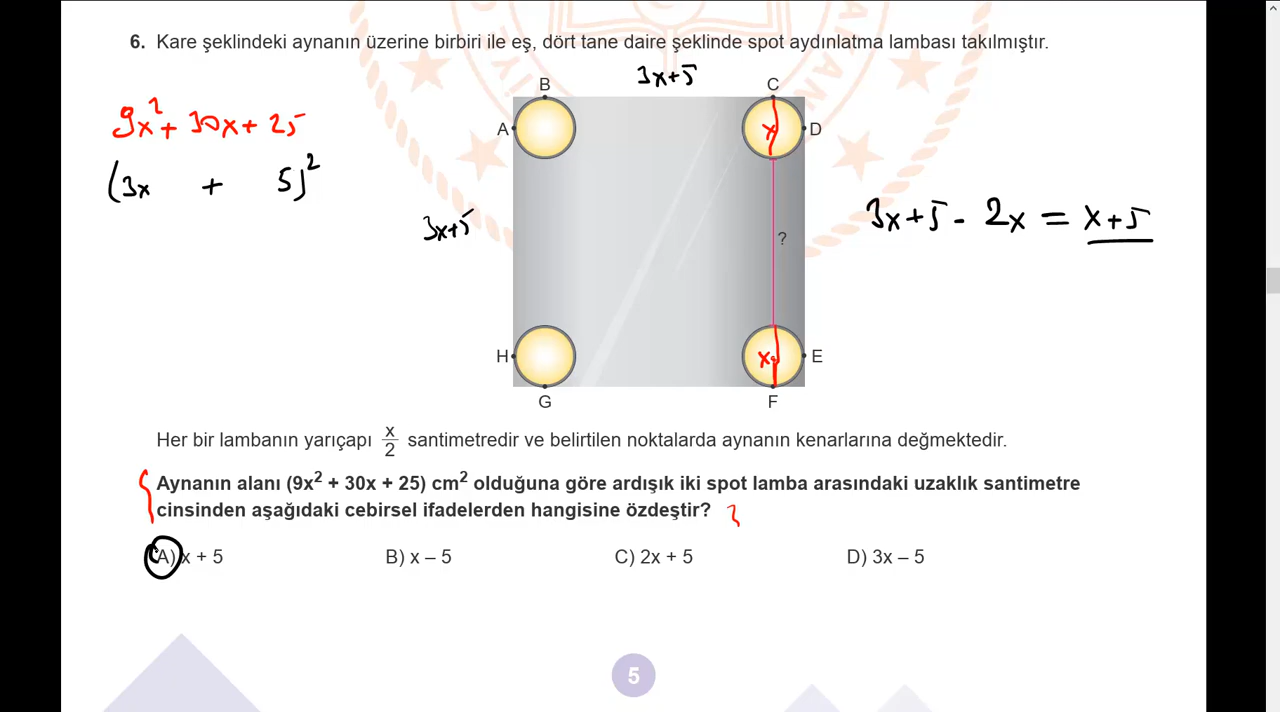 6. Kare şeklindeki aynanın üzerine birbiri ile eş, dört tane daire şeklinde spot aydınlatma lambası takılmıştır.
3x+5
B
C
9x² + 30x + 25
A
x
D
(3x + 5)²
3x+5
3x+5 - 2x = x+5
?
H
x
E
G
F
Her bir lambanın yarıçapı x/2 santimetredir ve belirtilen noktalarda aynanın kenarlarına değmektedir.
Aynanın alanı (9x² + 30x + 25) cm² olduğuna göre ardışık iki spot lamba arasındaki uzaklık santimetre
cinsinden aşağıdaki cebirsel ifadelerden hangisine özdeştir?
A) x + 5 B) x – 5 C) 2x + 5 D) 3x – 5
5